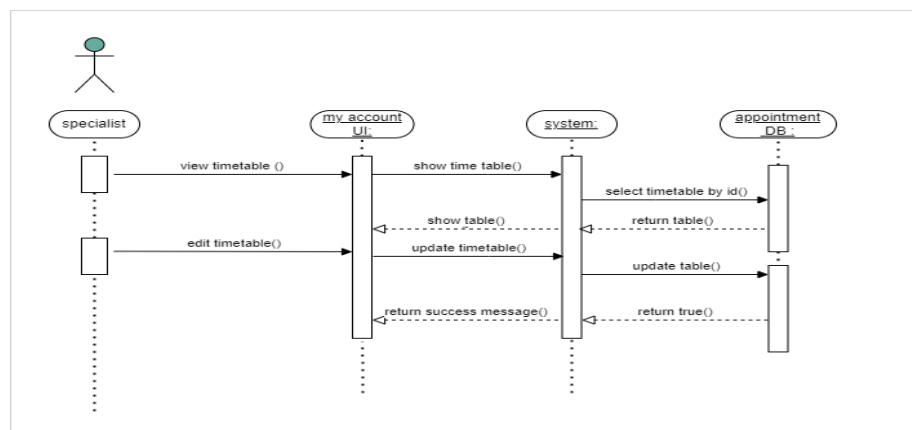 specialist
my account
UI:
system:
appointment
DB :
view timetable ()
show time table()
select timetable by id()
show table()
return table()
edit timetable()
update timetable()
update table()
return success message()
return true()